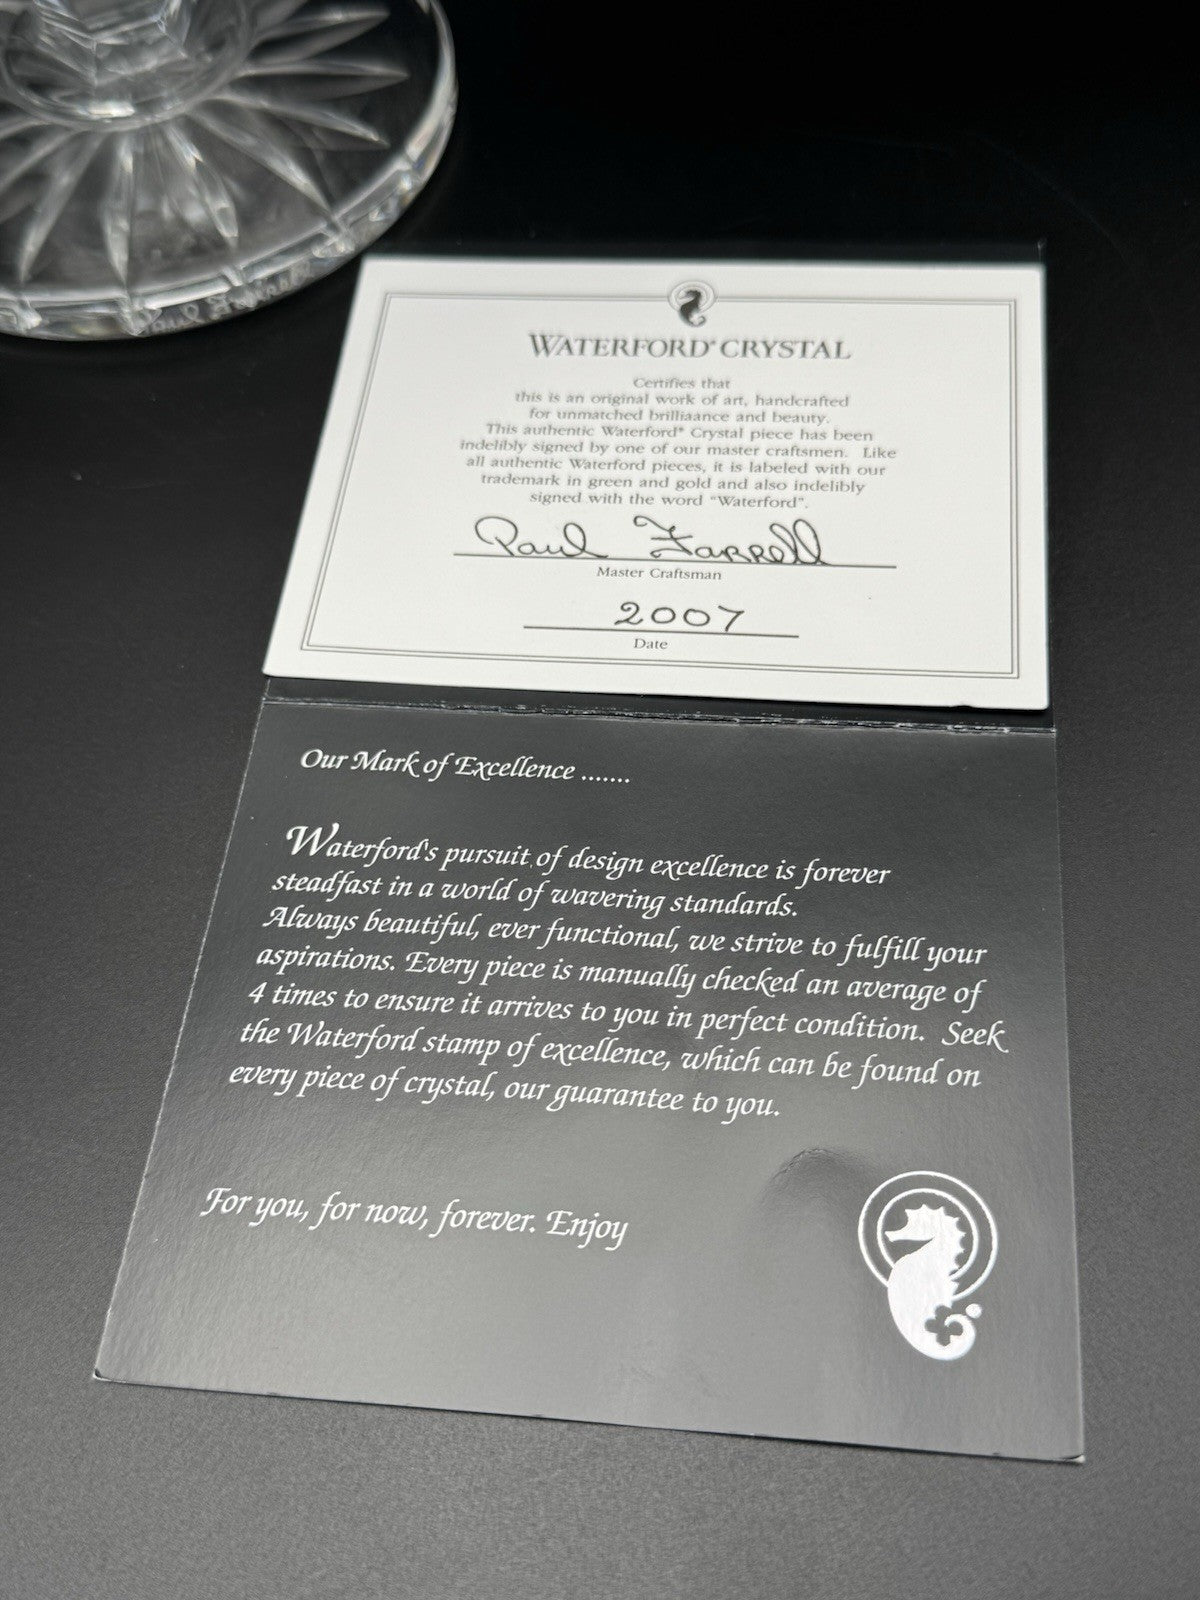 Paul Farrell
WATERFORD® CRYSTAL
Certifies that
this is an original work of art, handcrafted
for unmatched brilliaance and beauty.
This authentic Waterford® Crystal piece has been
indelibly signed by one of our master craftsmen. Like
all authentic Waterford pieces, it is labeled with our
trademark in green and gold and also indelibly
signed with the word "Waterford".
Paul Farrell
Master Craftsman
2007
Date
Our Mark of Excellence .......
Waterford's pursuit of design excellence is forever
steadfast in a world of wavering standards.
Always beautiful, ever functional, we strive to fulfill your
aspirations. Every piece is manually checked an average of
4 times to ensure it arrives to you in perfect condition. Seek
the Waterford stamp of excellence, which can be found on
every piece of crystal, our guarantee to you.
For you, for now, forever. Enjoy